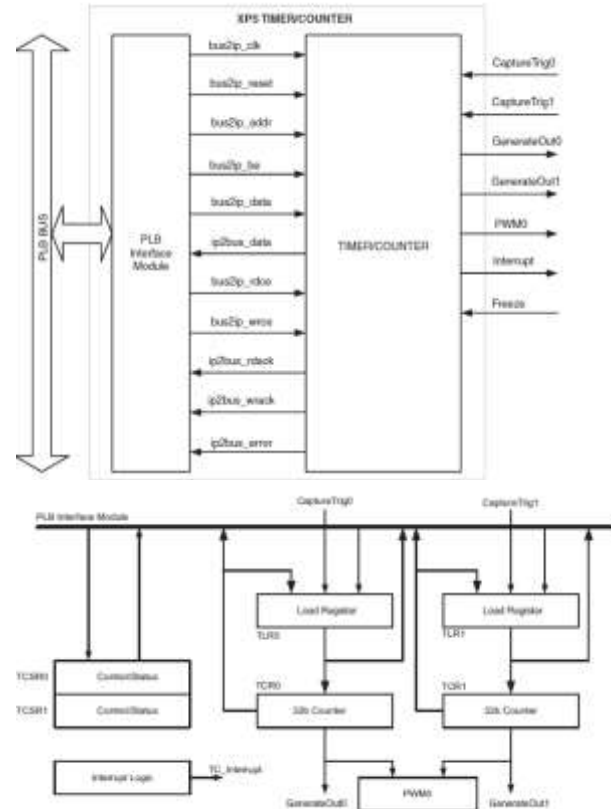 XPS TIMER/COUNTER
bus2ip_clk
CaptureTrig0
bus2ip_reset
CaptureTrig1
bus2ip_addr
GenerateOut0
bus2ip_be
GenerateOut1
bus2ip_data
PLB BUS
PLB
Interface
Module
TIMER/COUNTER
PWM0
ip2bus_data
Interrupt
bus2ip_rdce
Freeze
bus2ip_wrce
ip2bus_rdack
ip2bus_wrack
ip2bus_error
CaptureTrig0
CaptureTrig1
PLB Interface Module
Load Register
Load Register
TLR0
TLR1
TCSR0
Control/Status
TCR0
TCR1
TCSR1
Control/Status
32b Counter
32b Counter
TC_Interrupt
Interrupt Logic
PWM0
GenerateOut0
GenerateOut1